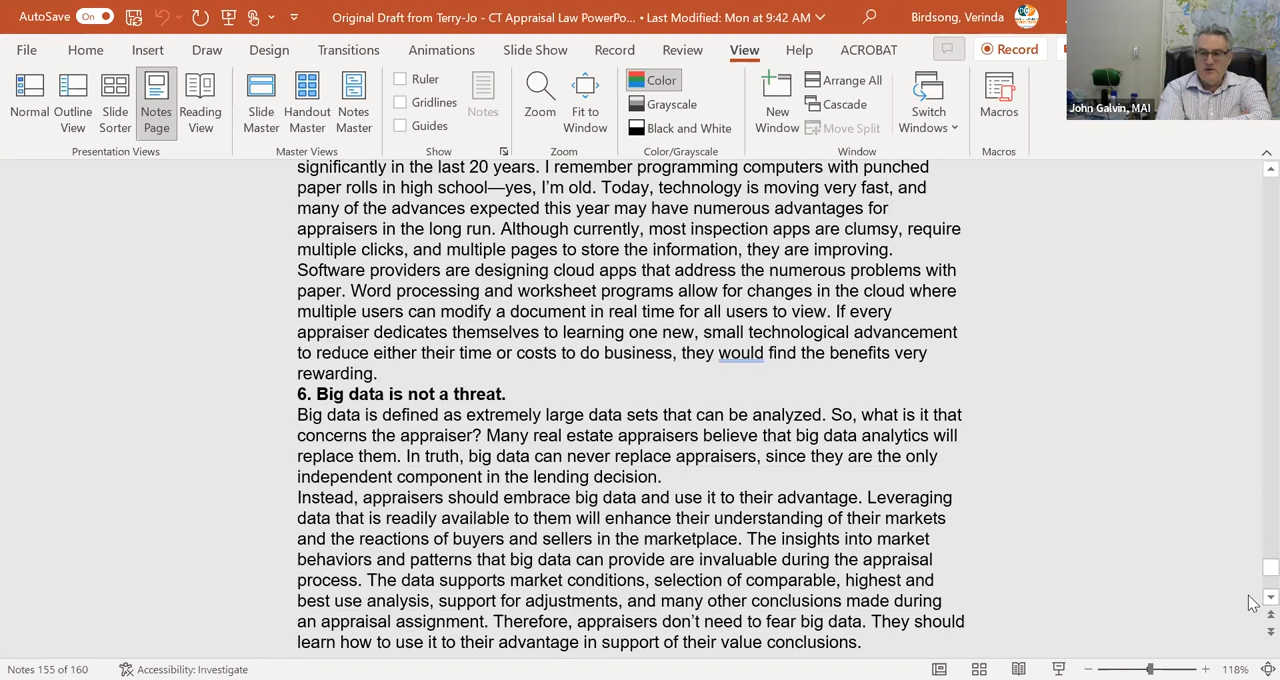 AutoSave On Original Draft from Terry-Jo - CT Appraisal Law PowerPo... • Last Modified: Mon at 9:42 AM Birdsong, Verinda
File Home Insert Draw Design Transitions Animations Slide Show Record Review View Help ACROBAT Record
Normal Outline View Slide Sorter Notes Page Reading View
Presentation Views
Slide Master Handout Master Notes Master
Master Views
Ruler
Gridlines
Guides
Notes
Show
Zoom Fit to Window
Zoom
Color
Grayscale
Black and White
Color/Grayscale
New Window
Arrange All
Cascade
Move Split
Switch Windows
Window
Macros
Macros
John Galvin, MAI
significantly in the last 20 years. I remember programming computers with punched
paper rolls in high school—yes, I'm old. Today, technology is moving very fast, and
many of the advances expected this year may have numerous advantages for
appraisers in the long run. Although currently, most inspection apps are clumsy, require
multiple clicks, and multiple pages to store the information, they are improving.
Software providers are designing cloud apps that address the numerous problems with
paper. Word processing and worksheet programs allow for changes in the cloud where
multiple users can modify a document in real time for all users to view. If every
appraiser dedicates themselves to learning one new, small technological advancement
to reduce either their time or costs to do business, they would find the benefits very
rewarding.
6. Big data is not a threat.
Big data is defined as extremely large data sets that can be analyzed. So, what is it that
concerns the appraiser? Many real estate appraisers believe that big data analytics will
replace them. In truth, big data can never replace appraisers, since they are the only
independent component in the lending decision.
Instead, appraisers should embrace big data and use it to their advantage. Leveraging
data that is readily available to them will enhance their understanding of their markets
and the reactions of buyers and sellers in the marketplace. The insights into market
behaviors and patterns that big data can provide are invaluable during the appraisal
process. The data supports market conditions, selection of comparable, highest and
best use analysis, support for adjustments, and many other conclusions made during
an appraisal assignment. Therefore, appraisers don't need to fear big data. They should
learn how to use it to their advantage in support of their value conclusions.
Notes 155 of 160 Accessibility: Investigate 118%